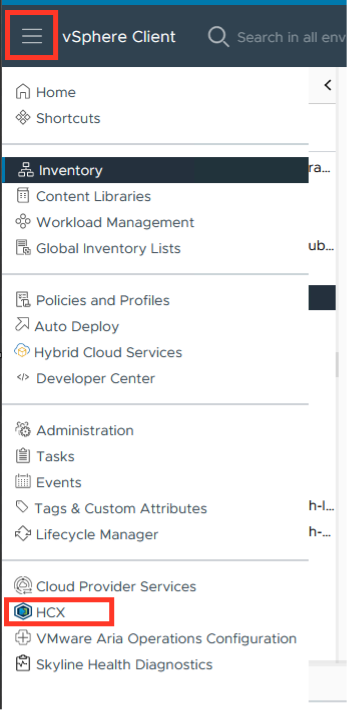 vSphere Client
Search in all env
Home
Shortcuts
Inventory
ra...
Content Libraries
Workload Management
Global Inventory Lists
ub...
Policies and Profiles
Auto Deploy
Hybrid Cloud Services
Developer Center
Administration
Tasks
Events
Tags & Custom Attributes
h-l...
Lifecycle Manager
h-...
Cloud Provider Services
HCX
VMware Aria Operations Configuration
Skyline Health Diagnostics